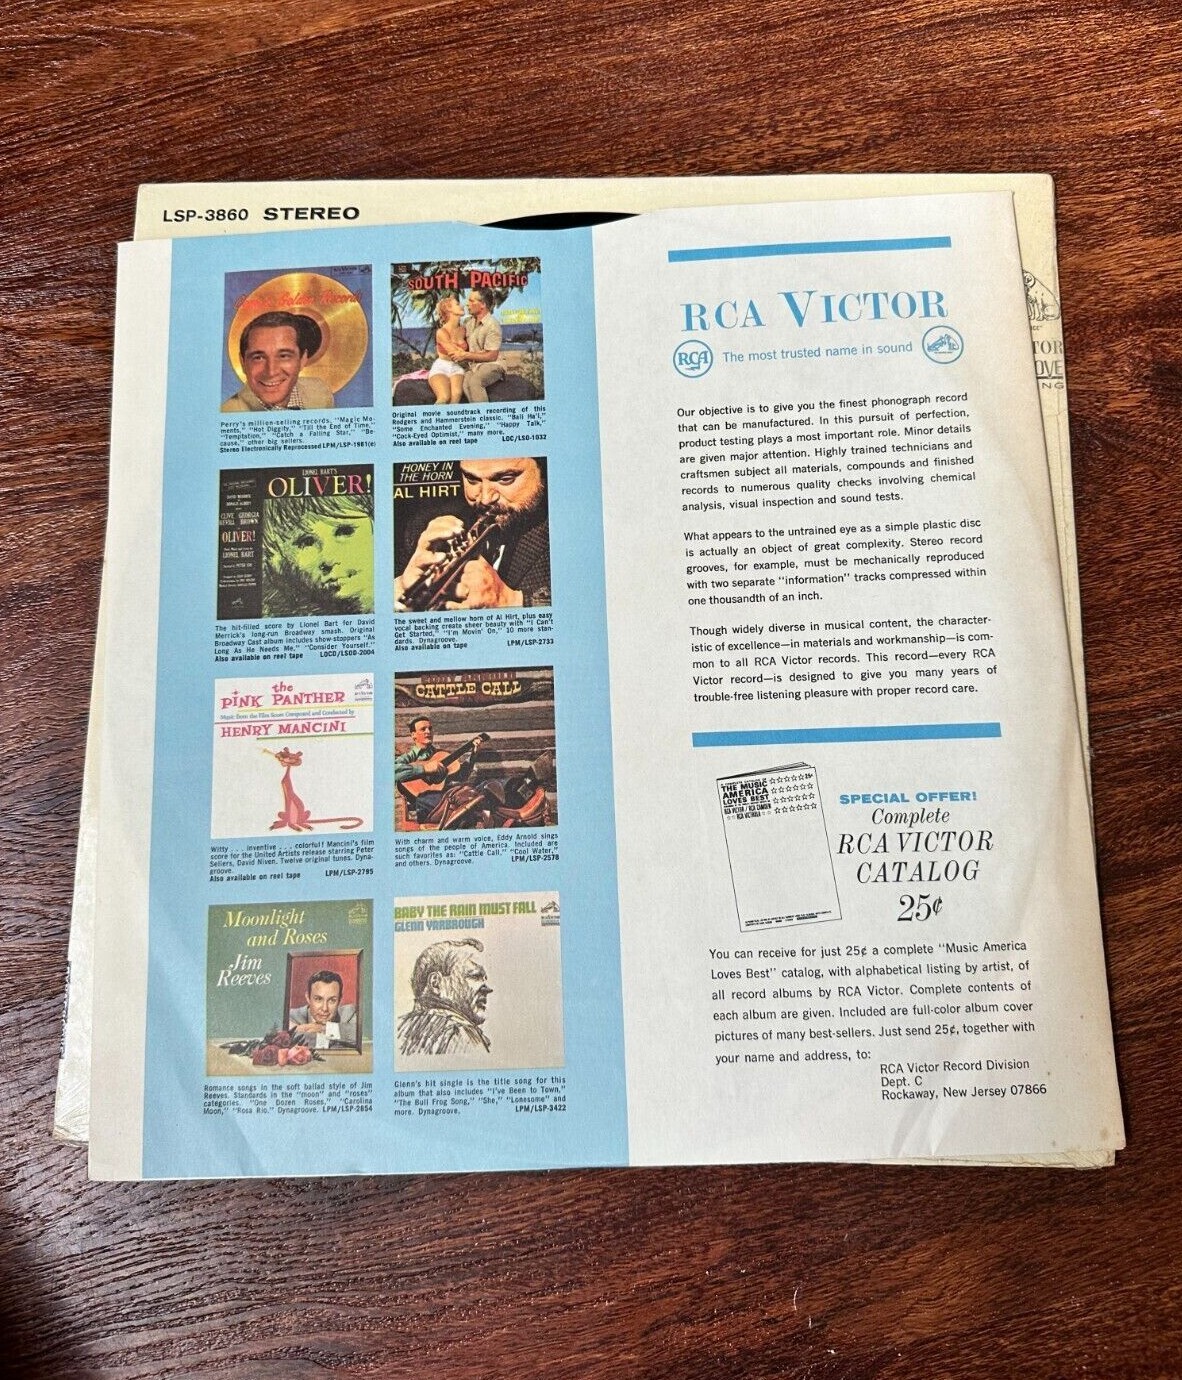 LSP-3860 STEREO
Perry's million-selling records, "Magic Mo-
ments," "Hot Diggity," "Till the End of Time,"
"Temptation," "Catch a Falling Star," "Be-
cause," other big sellers.
Stereo Electronically Reprocessed LPM/LSP-1981(e)
SOUTH PACIFIC
Original movie soundtrack recording of this
Rodgers and Hammerstein classic. "Bali Ha'i,"
"Some Enchanted Evening," "Happy Talk,"
"Cock-Eyed Optimist," many more.
Also available on reel tape LOC/LSO-1032
LIONEL BART'S
OLIVER!
CLIVE GEORGIA
REVILL BROWN
OLIVER!
LIONEL BART
The hit-filled score by Lionel Bart for David
Merrick's long-run Broadway smash. Original
Broadway Cast album includes show-stoppers "As
Long As He Needs Me," "Consider Yourself."
Also available on reel tape LOCD/LSOD-2004
HONEY IN
THE HORN
AL HIRT
The sweet and mellow horn of Al Hirt, plus easy
vocal backing create sheer beauty with "I Can't
Get Started," "I'm Movin' On," 10 more stan-
dards. Dynagroove.
Also available on tape LPM/LSP-2733
the
PINK PANTHER
Music from the Film Score Composed and Conducted by
HENRY MANCINI
Witty . . . inventive . . . colorful! Mancini's film
score for the United Artists release starring Peter
Sellers, David Niven. Twelve original tunes. Dyna-
groove.
Also available on reel tape LPM/LSP-2795
EDDY ARNOLD
CATTLE CALL
With charm and warm voice, Eddy Arnold sings
songs of the people of America. Included are
such favorites as: "Cattle Call," "Cool Water,"
and others. Dynagroove. LPM/LSP-2578
Moonlight
and Roses
Jim
Reeves
Romance songs in the soft ballad style of Jim
Reeves. Standards in the "moon" and "roses"
categories. "One Dozen Roses," "Carolina
Moon," "Rosa Rio." Dynagroove. LPM/LSP-2854
BABY THE RAIN MUST FALL
GLENN YARBROUGH
Glenn's hit single is the title song for this
album that also includes "I've Been to Town,"
"The Bull Frog Song," "She," "Lonesome" and
more. Dynagroove. LPM/LSP-3422
RCA VICTOR
RCA The most trusted name in sound
Our objective is to give you the finest phonograph record
that can be manufactured. In this pursuit of perfection,
product testing plays a most important role. Minor details
are given major attention. Highly trained technicians and
craftsmen subject all materials, compounds and finished
records to numerous quality checks involving chemical
analysis, visual inspection and sound tests.
What appears to the untrained eye as a simple plastic disc
is actually an object of great complexity. Stereo record
grooves, for example, must be mechanically reproduced
with two separate "information" tracks compressed within
one thousandth of an inch.
Though widely diverse in musical content, the character-
istic of excellence—in materials and workmanship—is com-
mon to all RCA Victor records. This record—every RCA
Victor record—is designed to give you many years of
trouble-free listening pleasure with proper record care.
THE MUSIC
AMERICA
LOVES BEST
SPECIAL OFFER!
Complete
RCA VICTOR
CATALOG
25¢
You can receive for just 25¢ a complete "Music America
Loves Best" catalog, with alphabetical listing by artist, of
all record albums by RCA Victor. Complete contents of
each album are given. Included are full-color album cover
pictures of many best-sellers. Just send 25¢, together with
your name and address, to:
RCA Victor Record Division
Dept. C
Rockaway, New Jersey 07866